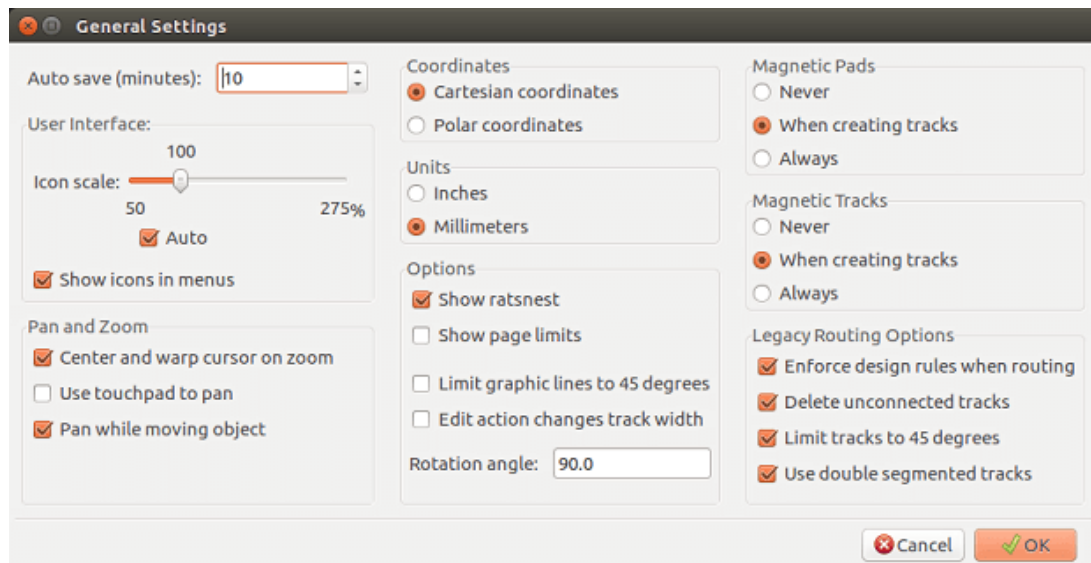 General Settings
Auto save (minutes): 10
User Interface:
100
Icon scale:
50 275%
Auto
Show icons in menus
Pan and Zoom
Center and warp cursor on zoom
Use touchpad to pan
Pan while moving object
Coordinates
Cartesian coordinates
Polar coordinates
Units
Inches
Millimeters
Options
Show ratsnest
Show page limits
Limit graphic lines to 45 degrees
Edit action changes track width
Rotation angle: 90.0
Magnetic Pads
Never
When creating tracks
Always
Magnetic Tracks
Never
When creating tracks
Always
Legacy Routing Options
Enforce design rules when routing
Delete unconnected tracks
Limit tracks to 45 degrees
Use double segmented tracks
Cancel OK